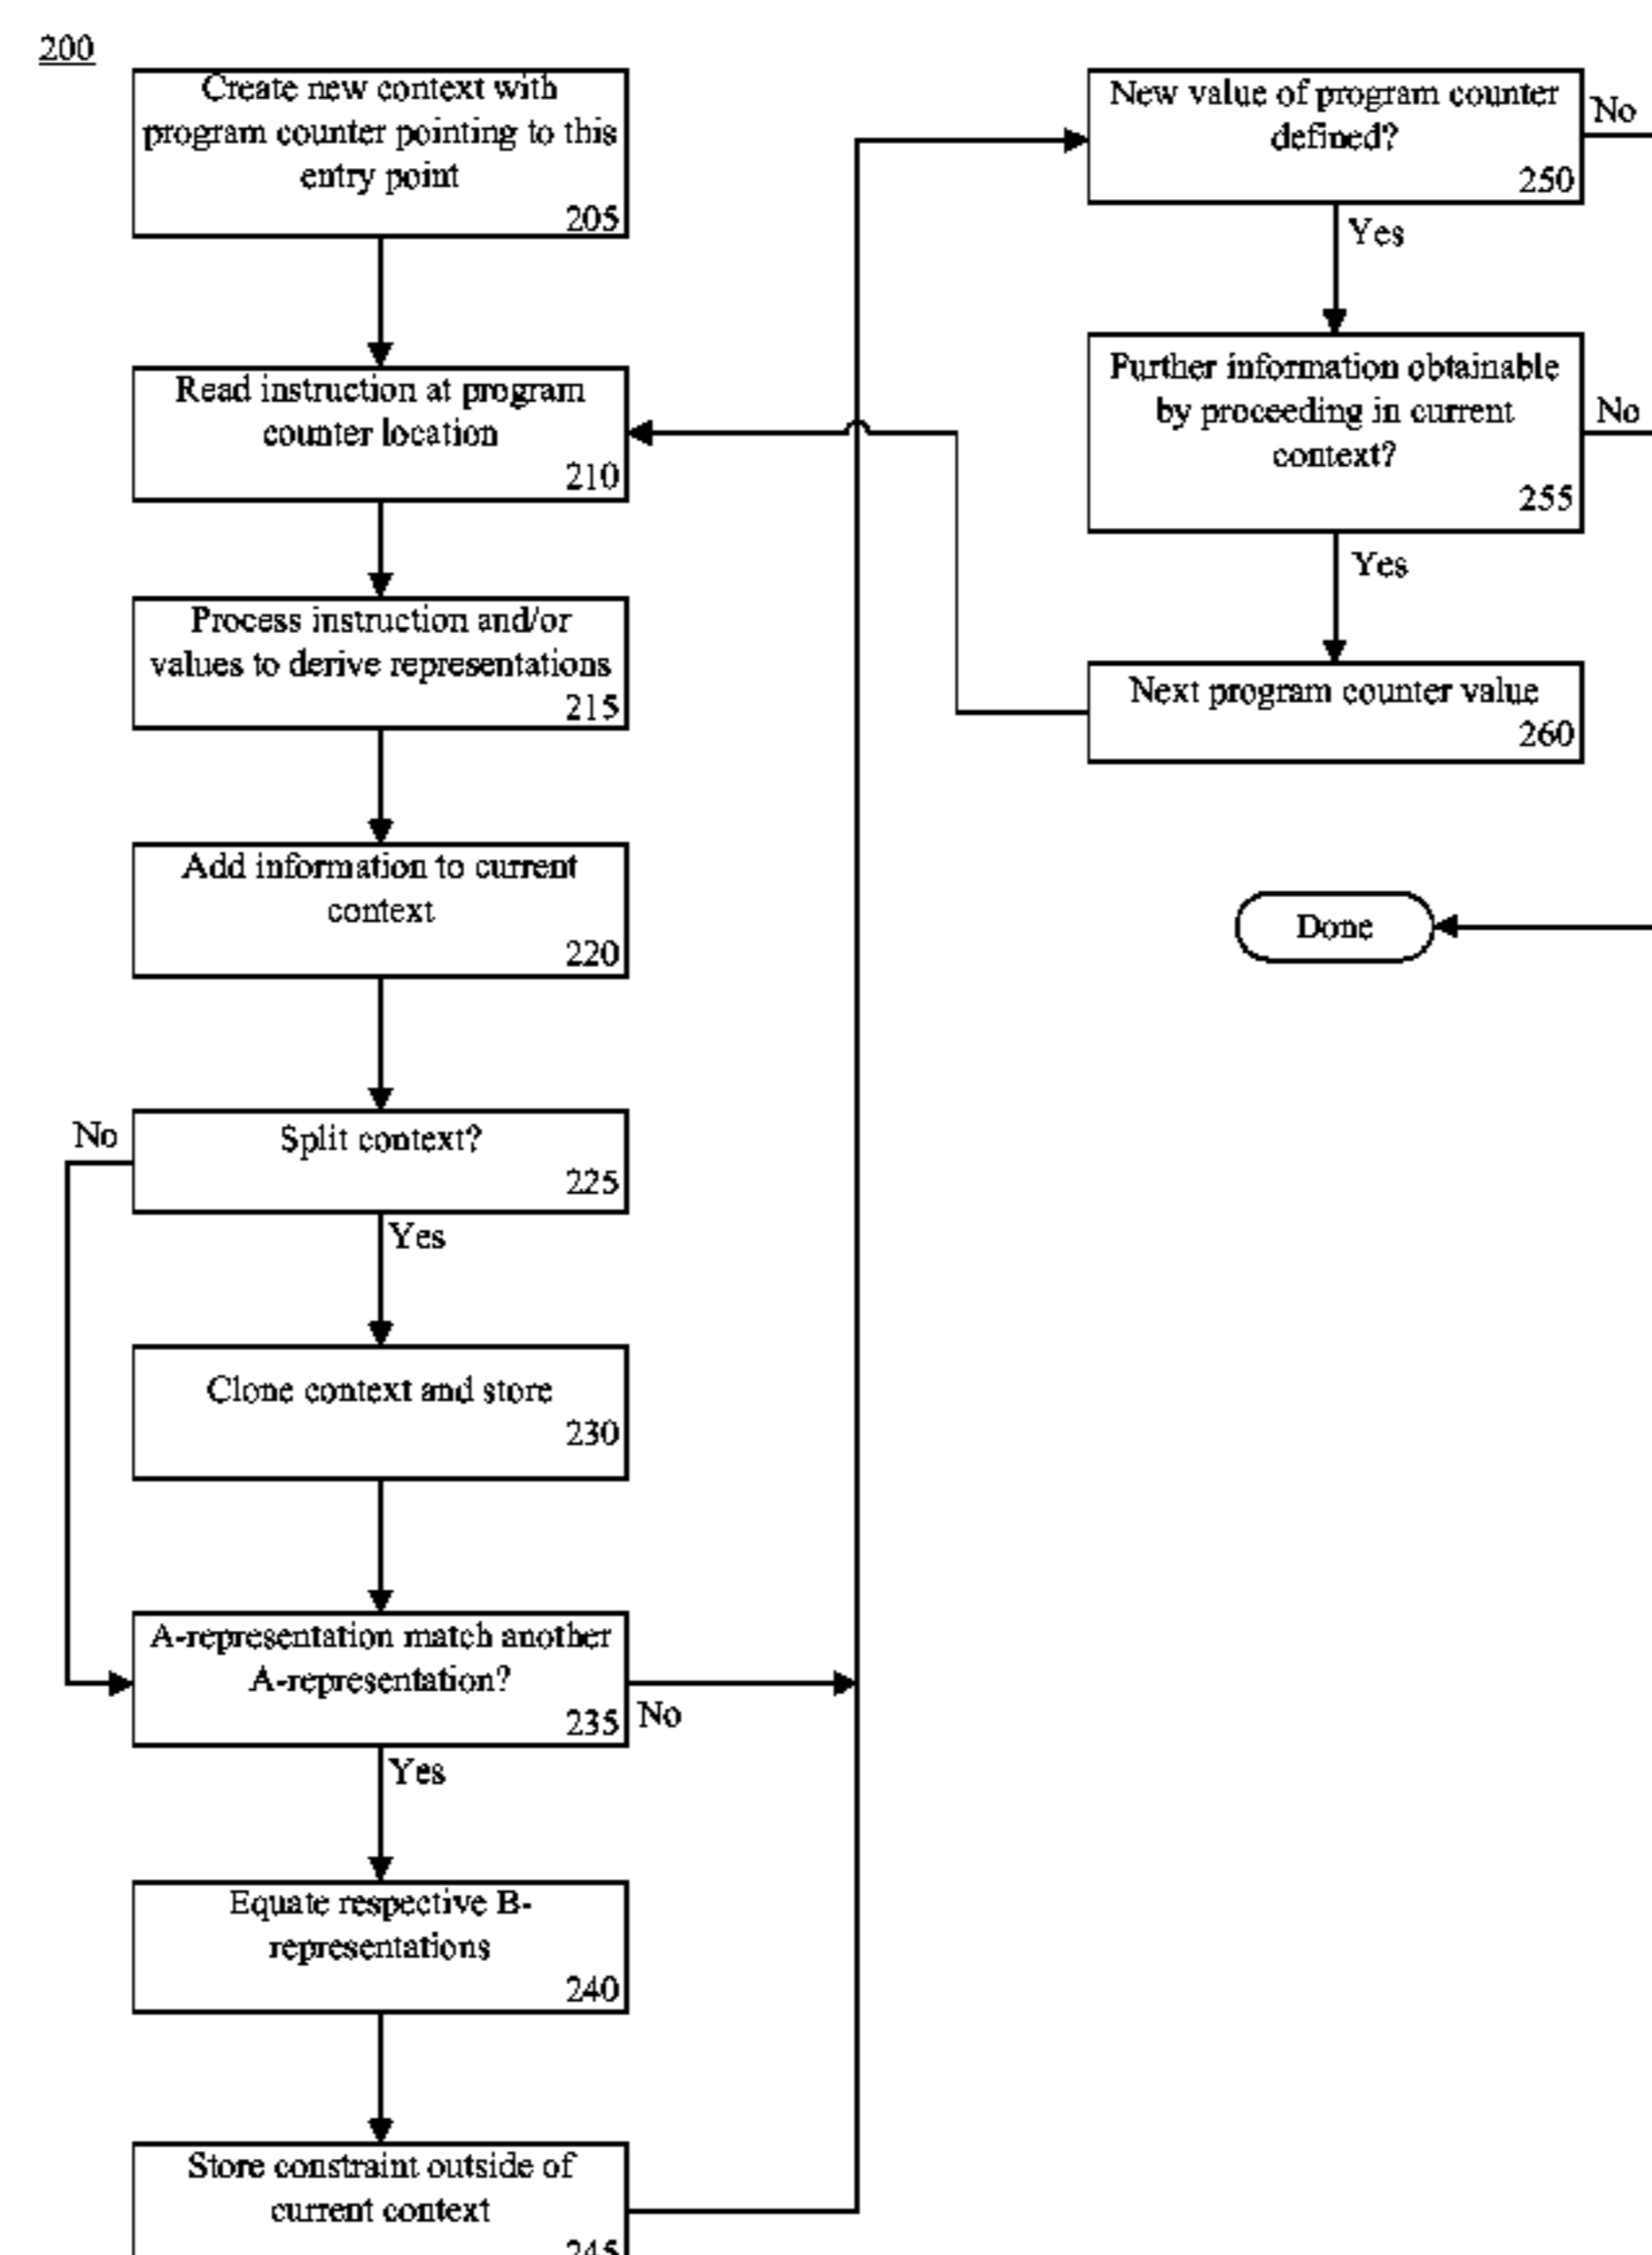 200
Create new context with
program counter pointing to this
entry point
205
Read instruction at program
counter location
210
Process instruction and/or
values to derive representations
215
Add information to current
context
220
No
Split context?
225
Yes
Clone context and store
230
A-representation match another
A-representation?
235
No
Yes
Equate respective B-
representations
240
Store constraint outside of
current context
245
New value of program counter
defined?
250
No
Yes
Further information obtainable
by proceeding in current
context?
255
No
Yes
Next program counter value
260
Done